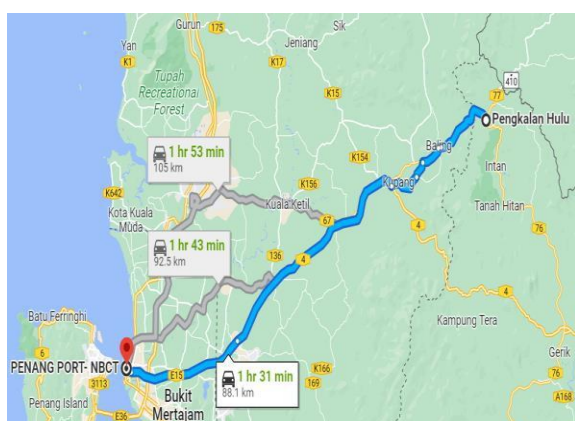 Gurun
175
Sik
Yan
Jeniang
K1
K17
Tupah
Recreational
Forest
K15
77
410
Pengkalan Hulu
1 hr 53 min
105 km
Baling
K154
K156
Intan
K642
Kuala Ketil
Kupang
Kota Kuala
Muda
67
Tanah Hitan
4
76
1 hr 43 min
92.5 km
136
4
4
Batu Ferringhi
Kampung Tera
6
PENANG PORT- NBCT
Gerik
76
1 hr 31 min
88.1 km
K166
169
A168
3113
E15
Bukit
Mertajam
Penang Island
E36